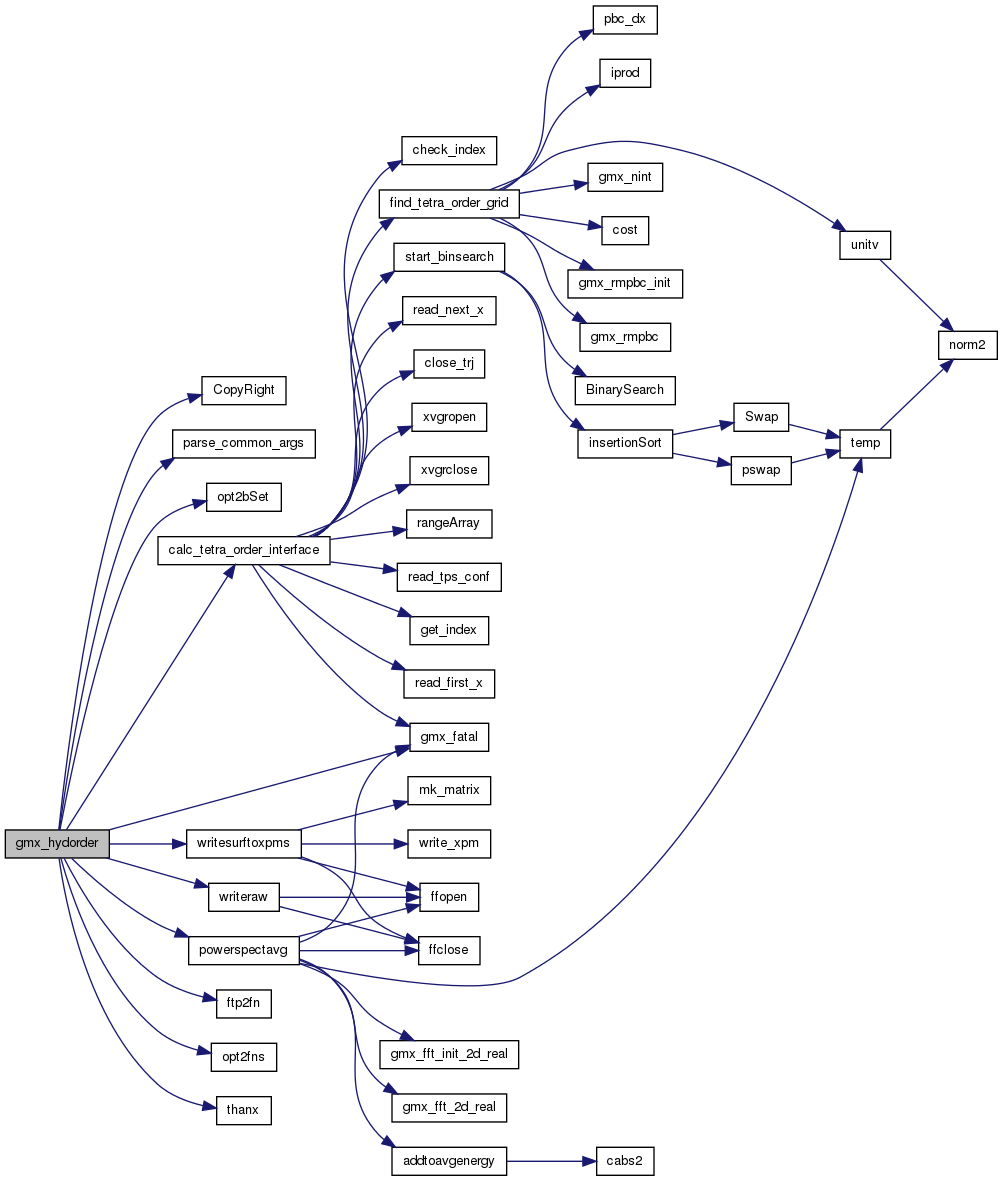 pbc_dx
iprod
check_index
gmx_nint
find_tetra_order_grid
cost
unitv
start_binsearch
gmx_rmpbc_init
read_next_x
gmx_rmpbc
norm2
close_trj
CopyRight
BinarySearch
xvgropen
Swap
parse_common_args
insertionSort
temp
xvgrclose
pswap
opt2bSet
rangeArray
calc_tetra_order_interface
read_tps_conf
get_index
read_first_x
gmx_fatal
mk_matrix
gmx_hydorder
writesurftoxpms
write_xpm
writeraw
ffopen
powerspectavg
ffclose
ftp2fn
opt2fns
gmx_fft_init_2d_real
thanx
gmx_fft_2d_real
addtoavgenergy
cabs2